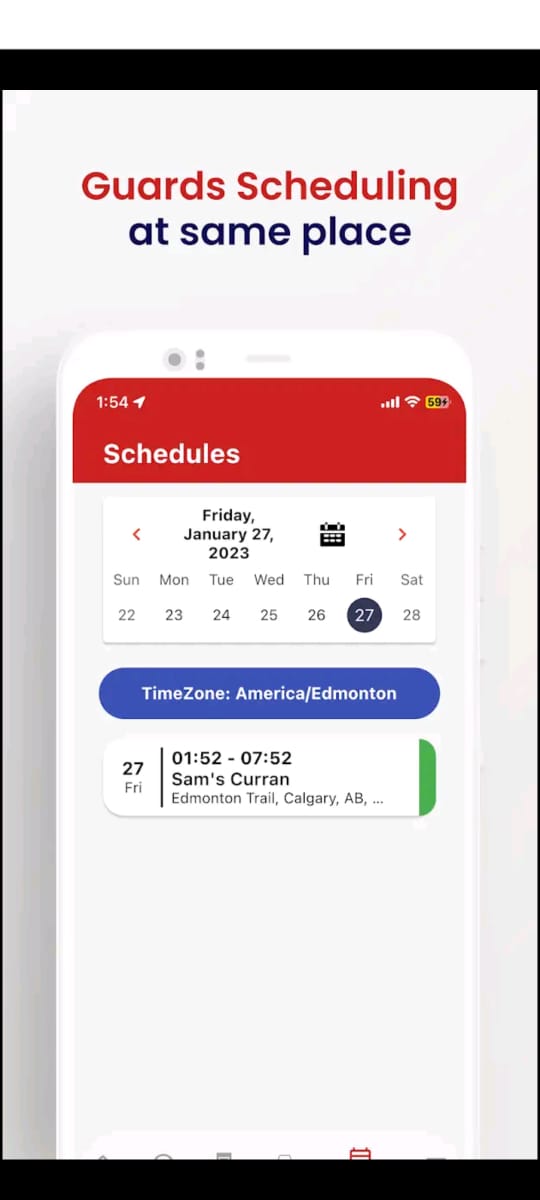 Guards Scheduling
at same place
1:54
59
Schedules
Friday,
January 27,
2023
Sun Mon Tue Wed Thu Fri Sat
22 23 24 25 26 27 28
TimeZone: America/Edmonton
27
Fri
01:52 - 07:52
Sam's Curran
Edmonton Trail, Calgary, AB, ...